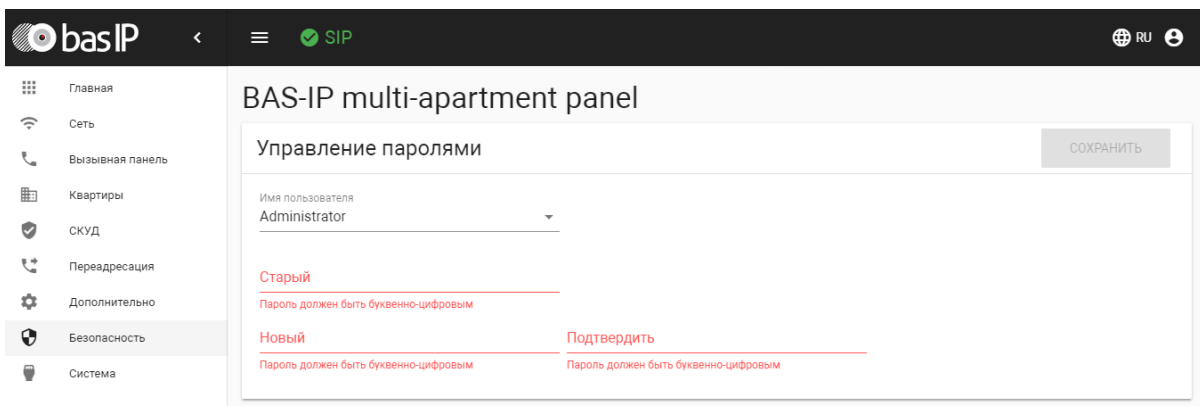 bas IP
SIP
RU
Главная
Сеть
Вызывная панель
Квартиры
СКУД
Переадресация
Дополнительно
Безопасность
Система
BAS-IP multi-apartment panel
Управление паролями
СОХРАНИТЬ
Имя пользователя
Administrator
Старый
Пароль должен быть буквенно-цифровым
Новый
Подтвердить
Пароль должен быть буквенно-цифровым
Пароль должен быть буквенно-цифровым